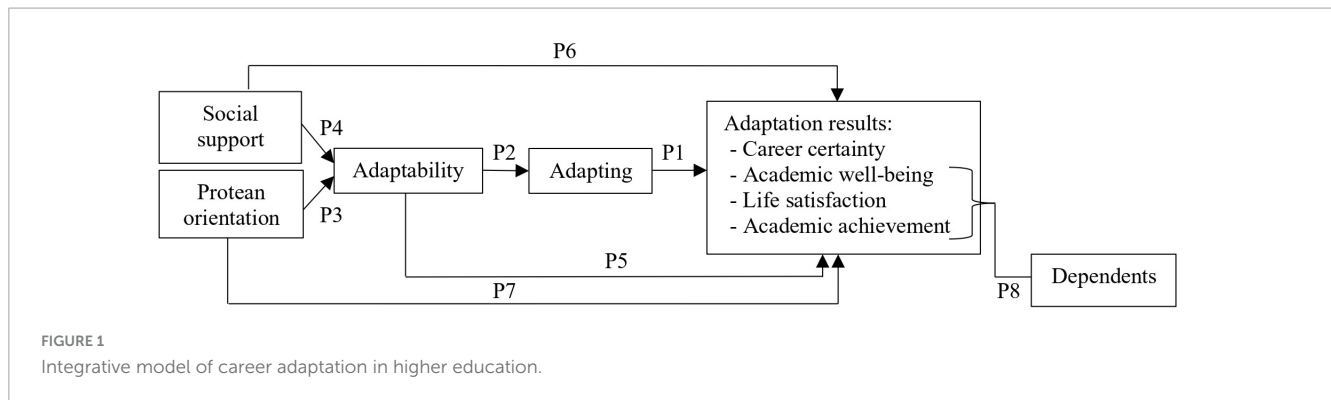 P6
Social
support
P4
Protean
orientation
P3
Adaptability
P2
Adapting
P1
Adaptation results:
- Career certainty
- Academic well-being
- Life satisfaction
- Academic achievement
P5
P7
P8
Dependents
FIGURE 1
Integrative model of career adaptation in higher education.